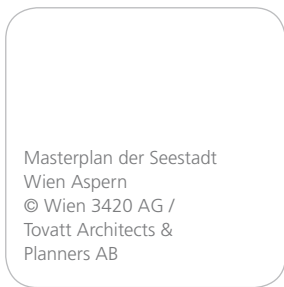 Masterplan der Seestadt
Wien Aspern
© Wien 3420 AG /
Tovatt Architects &
Planners AB